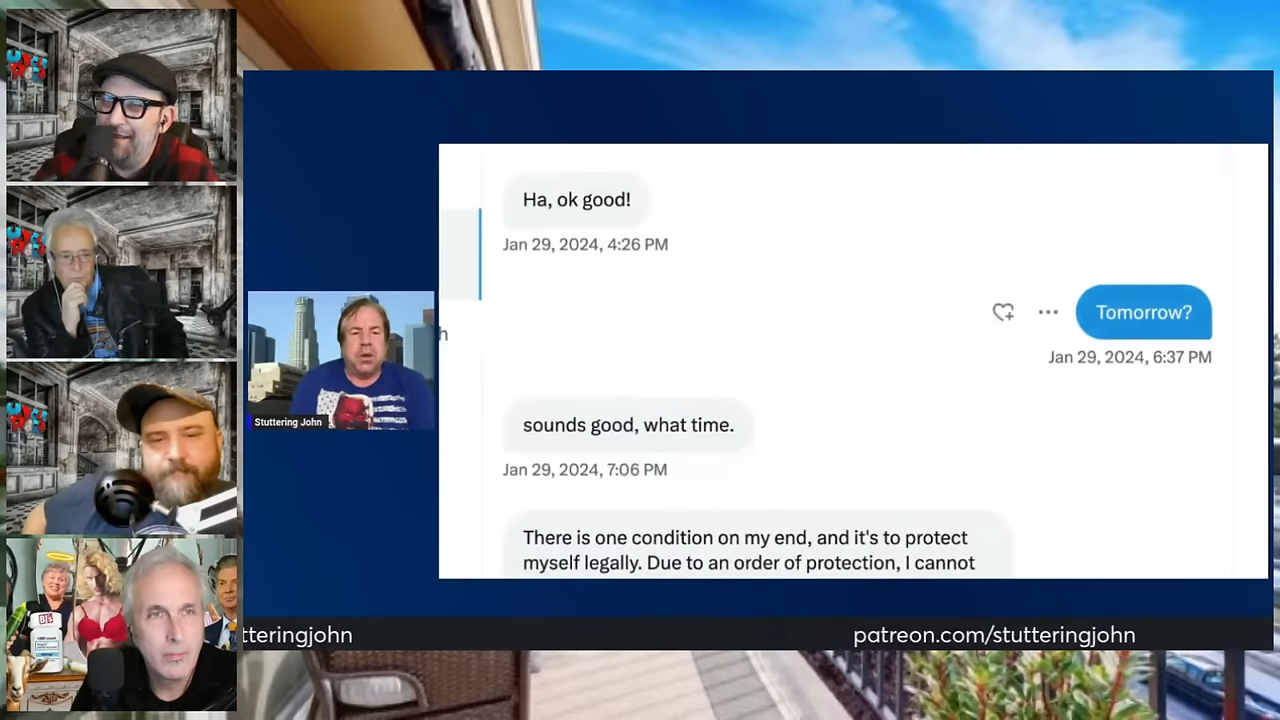 Ha, ok good!
Jan 29, 2024, 4:26 PM
Tomorrow?
Jan 29, 2024, 6:37 PM
h
Stuttering John
sounds good, what time.
Jan 29, 2024, 7:06 PM
There is one condition on my end, and it's to protect
myself legally. Due to an order of protection, I cannot
tteringjohn
patreon.com/stutteringjohn